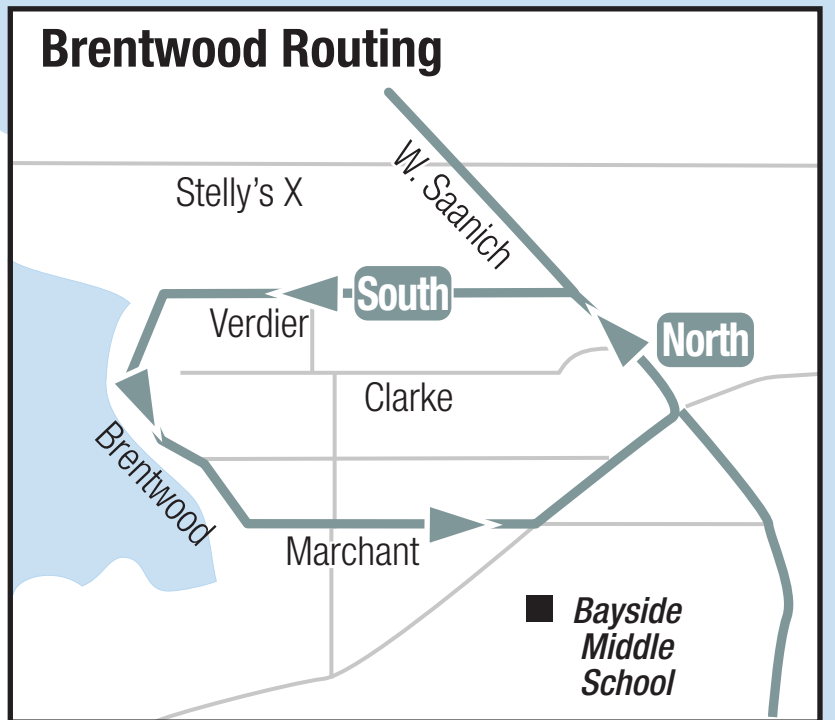 Brentwood Routing
W. Saanich
Stelly's X
South
Verdier
North
Clarke
Brentwood
Marchant
Bayside
Middle
School